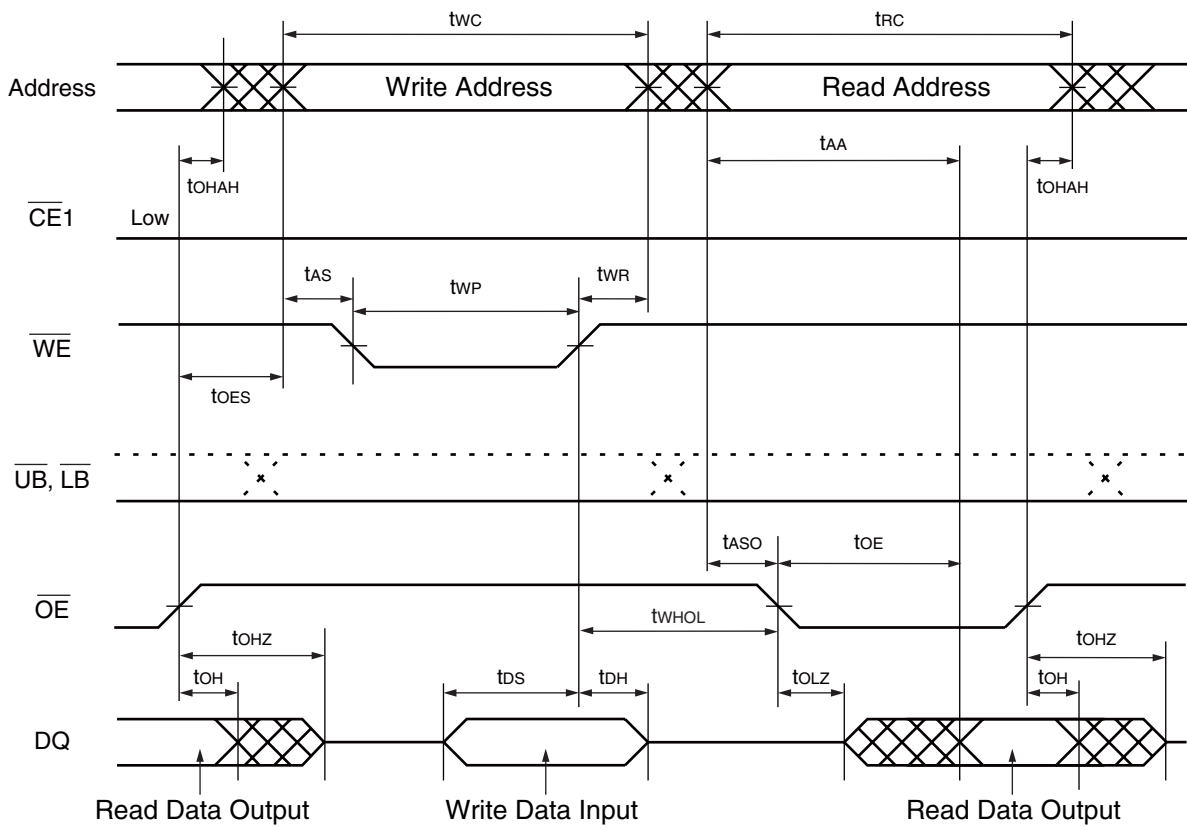 tWC
tRC
Address
Write Address
Read Address
tOHAH
tAA
tOHAH
CE1
Low
tAS
tWP
tWR
WE
tOES
UB, LB
tASO
tOE
OE
tWHOL
tOHZ
tOHZ
tOH
tDS
tDH
tOLZ
tOH
DQ
Read Data Output
Write Data Input
Read Data Output